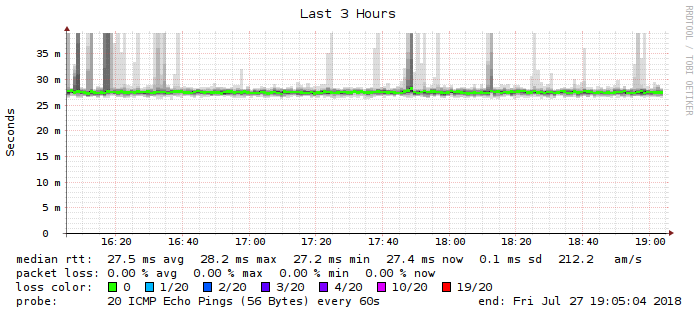 Last 3 Hours
RRDTOOL / TOBI OETIKER
Seconds
35 m
30 m
25 m
20 m
15 m
10 m
5 m
0
16:20 16:40 17:00 17:20 17:40 18:00 18:20 18:40 19:00
median rtt: 27.5 ms avg 28.2 ms max 27.2 ms min 27.4 ms now 0.1 ms sd 212.2 am/s
packet loss: 0.00 % avg 0.00 % max 0.00 % min 0.00 % now
loss color: 0 1/20 2/20 3/20 4/20 10/20 19/20
probe: 20 ICMP Echo Pings (56 Bytes) every 60s end: Fri Jul 27 19:05:04 2018